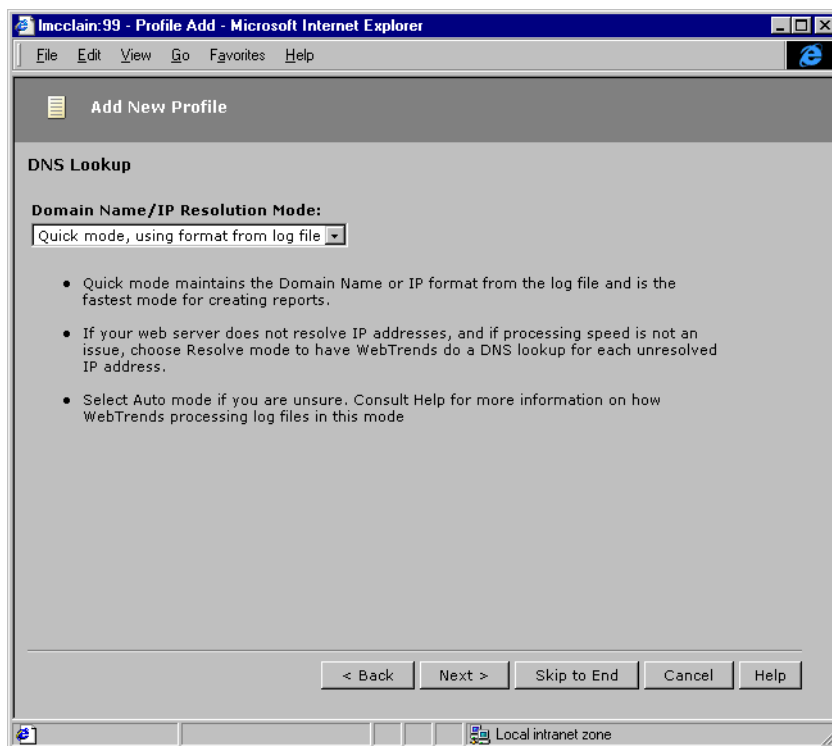 lmcclain:99 - Profile Add - Microsoft Internet Explorer
File Edit View Go Favorites Help
Add New Profile
DNS Lookup
Domain Name/IP Resolution Mode:
Quick mode, using format from log file
• Quick mode maintains the Domain Name or IP format from the log file and is the
fastest mode for creating reports.
• If your web server does not resolve IP addresses, and if processing speed is not an
issue, choose Resolve mode to have WebTrends do a DNS lookup for each unresolved
IP address.
• Select Auto mode if you are unsure. Consult Help for more information on how
WebTrends processing log files in this mode
< Back Next > Skip to End Cancel Help
Local intranet zone